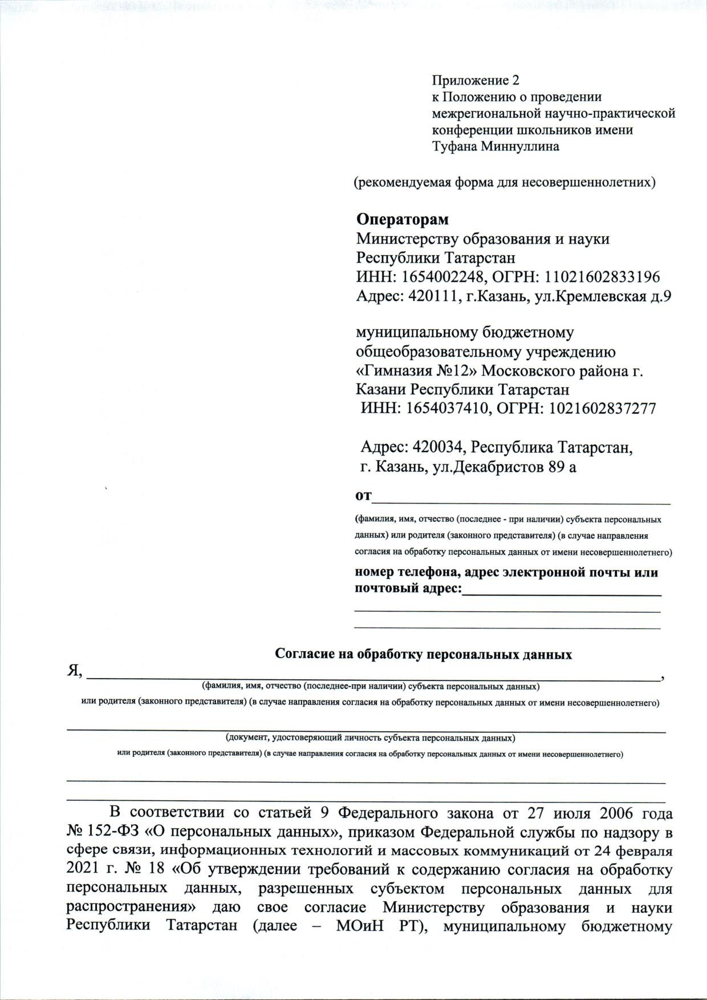 Приложение 2
к Положению о проведении
межрегиональной научно-практической
конференции школьников имени
Туфана Миннуллина
(рекомендуемая форма для несовершеннолетних)
Операторам
Министерству образования и науки
Республики Татарстан
ИНН: 1654002248, ОГРН: 11021602833196
Адрес: 420111, г.Казань, ул.Кремлевская д.9
муниципальному бюджетному
общеобразовательному учреждению
«Гимназия №12» Московского района г.
Казани Республики Татарстан
ИНН: 1654037410, ОГРН: 1021602837277
Адрес: 420034, Республика Татарстан,
г. Казань, ул.Декабристов 89 а
от
(фамилия, имя, отчество (последнее - при наличии) субъекта персональных
данных) или родителя (законного представителя) (в случае направления
согласия на обработку персональных данных от имени несовершеннолетнего)
номер телефона, адрес электронной почты или
почтовый адрес:
Согласие на обработку персональных данных
Я, ,
(фамилия, имя, отчество (последнее-при наличии) субъекта персональных данных)
или родителя (законного представителя) (в случае направления согласия на обработку персональных данных от имени несовершеннолетнего)
(документ, удостоверяющий личность субъекта персональных данных)
или родителя (законного представителя) (в случае направления согласия на обработку персональных данных от имени несовершеннолетнего)
В соответствии со статьей 9 Федерального закона от 27 июля 2006 года
№ 152-ФЗ «О персональных данных», приказом Федеральной службы по надзору в
сфере связи, информационных технологий и массовых коммуникаций от 24 февраля
2021 г. № 18 «Об утверждении требований к содержанию согласия на обработку
персональных данных, разрешенных субъектом персональных данных для
распространения» даю свое согласие Министерству образования и науки
Республики Татарстан (далее – МОиН РТ), муниципальному бюджетному